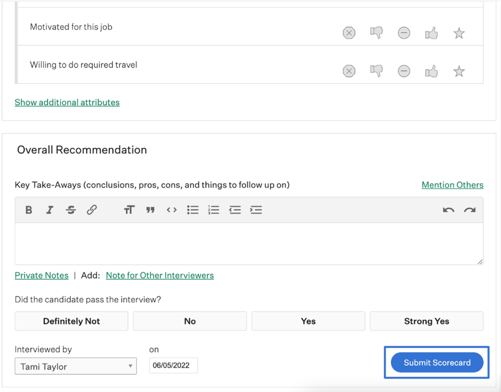 Motivated for this job
Willing to do required travel
Show additional attributes
Overall Recommendation
Key Take-Aways (conclusions, pros, cons, and things to follow up on) Mention Others
Private Notes | Add: Note for Other Interviewers
Did the candidate pass the interview?
Definitely Not No Yes Strong Yes
Interviewed by on
Tami Taylor 06/05/2022 Submit Scorecard